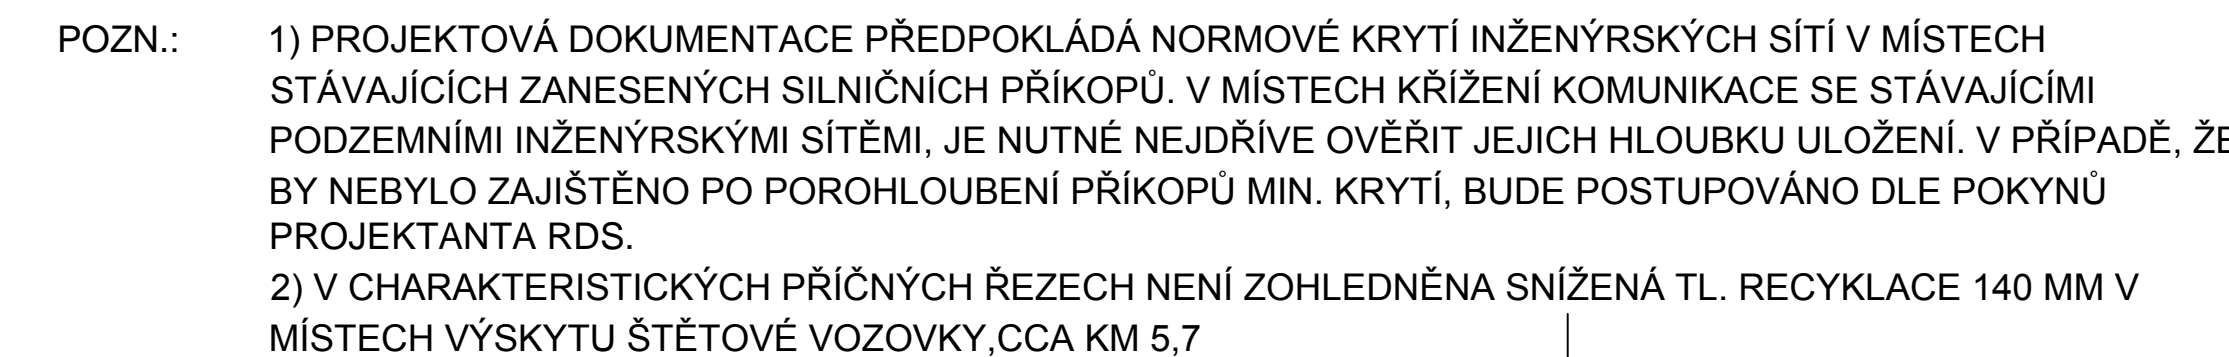 POZN.: 1) PROJEKTOVÁ DOKUMENTACE PŘEDPOKLÁDÁ NORMOVÉ KRYTÍ INŽENÝRSKÝCH SÍTÍ V MÍSTECH
STÁVAJÍCÍCH ZANESENÝCH SILNIČNÍCH PŘÍKOPŮ. V MÍSTECH KŘÍŽENÍ KOMUNIKACE SE STÁVAJÍCÍMI
PODZEMNÍMI INŽENÝRSKÝMI SÍTĚMI, JE NUTNÉ NEJDŘÍVE OVĚŘIT JEJICH HLOUBKU ULOŽENÍ. V PŘÍPADĚ, ŽE
BY NEBYLO ZAJIŠTĚNO PO POROHLOUBENÍ PŘÍKOPŮ MIN. KRYTÍ, BUDE POSTUPOVÁNO DLE POKYNŮ
PROJEKTANTA RDS.
2) V CHARAKTERISTICKÝCH PŘÍČNÝCH ŘEZECH NENÍ ZOHLEDNĚNA SNÍŽENÁ TL. RECYKLACE 140 MM V
MÍSTECH VÝSKYTU ŠTĚTOVÉ VOZOVKY,CCA KM 5,7